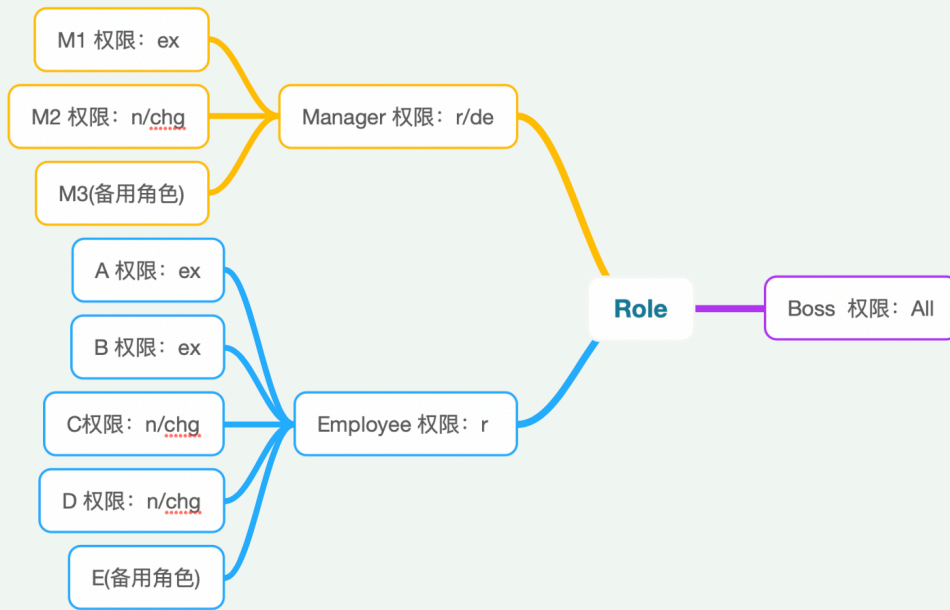 M1 权限：ex
M2 权限：n/chg
M3(备用角色)
Manager 权限：r/de
A 权限：ex
B 权限：ex
C权限：n/chg
D 权限：n/chg
E(备用角色)
Employee 权限：r
Role
Boss  权限：All